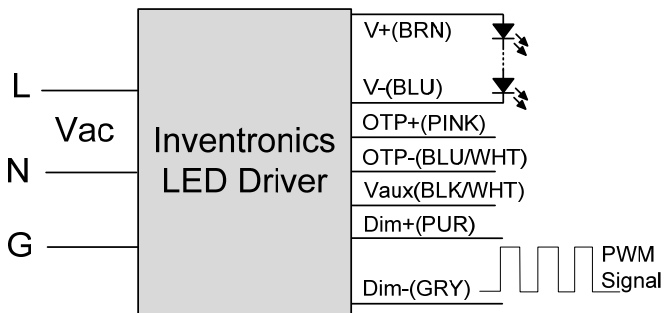 L
Vac
N
G
Inventronics
LED Driver
V+(BRN)
V-(BLU)
OTP+(PINK)
OTP-(BLU/WHT)
Vaux(BLK/WHT)
Dim+(PUR)
Dim-(GRY)
PWM
Signal